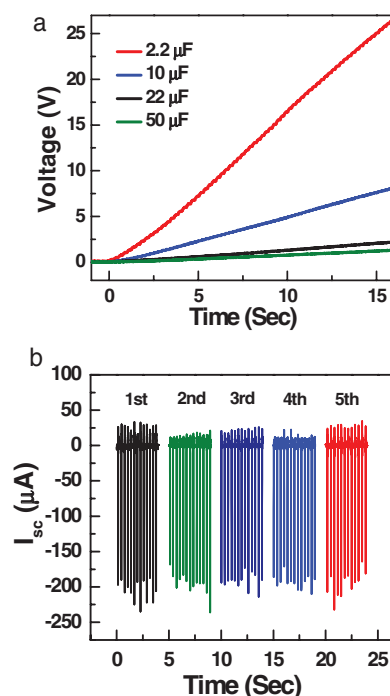 a
25
20
15
10
5
0
Voltage (V)
2.2 μF
10 μF
22 μF
50 μF
0 5 10 15
Time (Sec)
b
100
50
0
-50
-100
-150
-200
-250
I_sc (μA)
1st 2nd 3rd 4th 5th
0 5 10 15 20 25
Time (Sec)